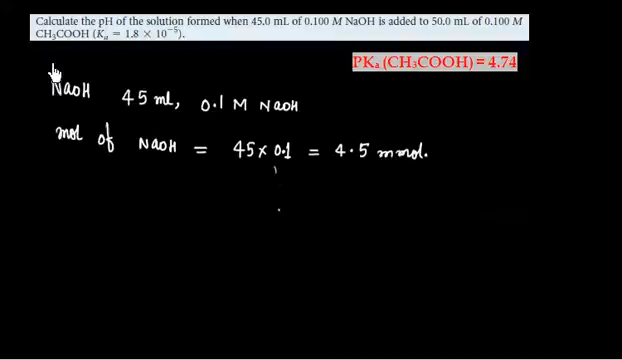 Calculate the pH of the solution formed when 45.0 mL of 0.100 M NaOH is added to 50.0 mL of 0.100 M
CH₃COOH (Kₐ = 1.8 × 10⁻⁵).
PKₐ (CH₃COOH) = 4.74
NaOH 45 ml, 0.1 M NaOH
mol of NaOH = 45 × 0.1 = 4.5 mmol.